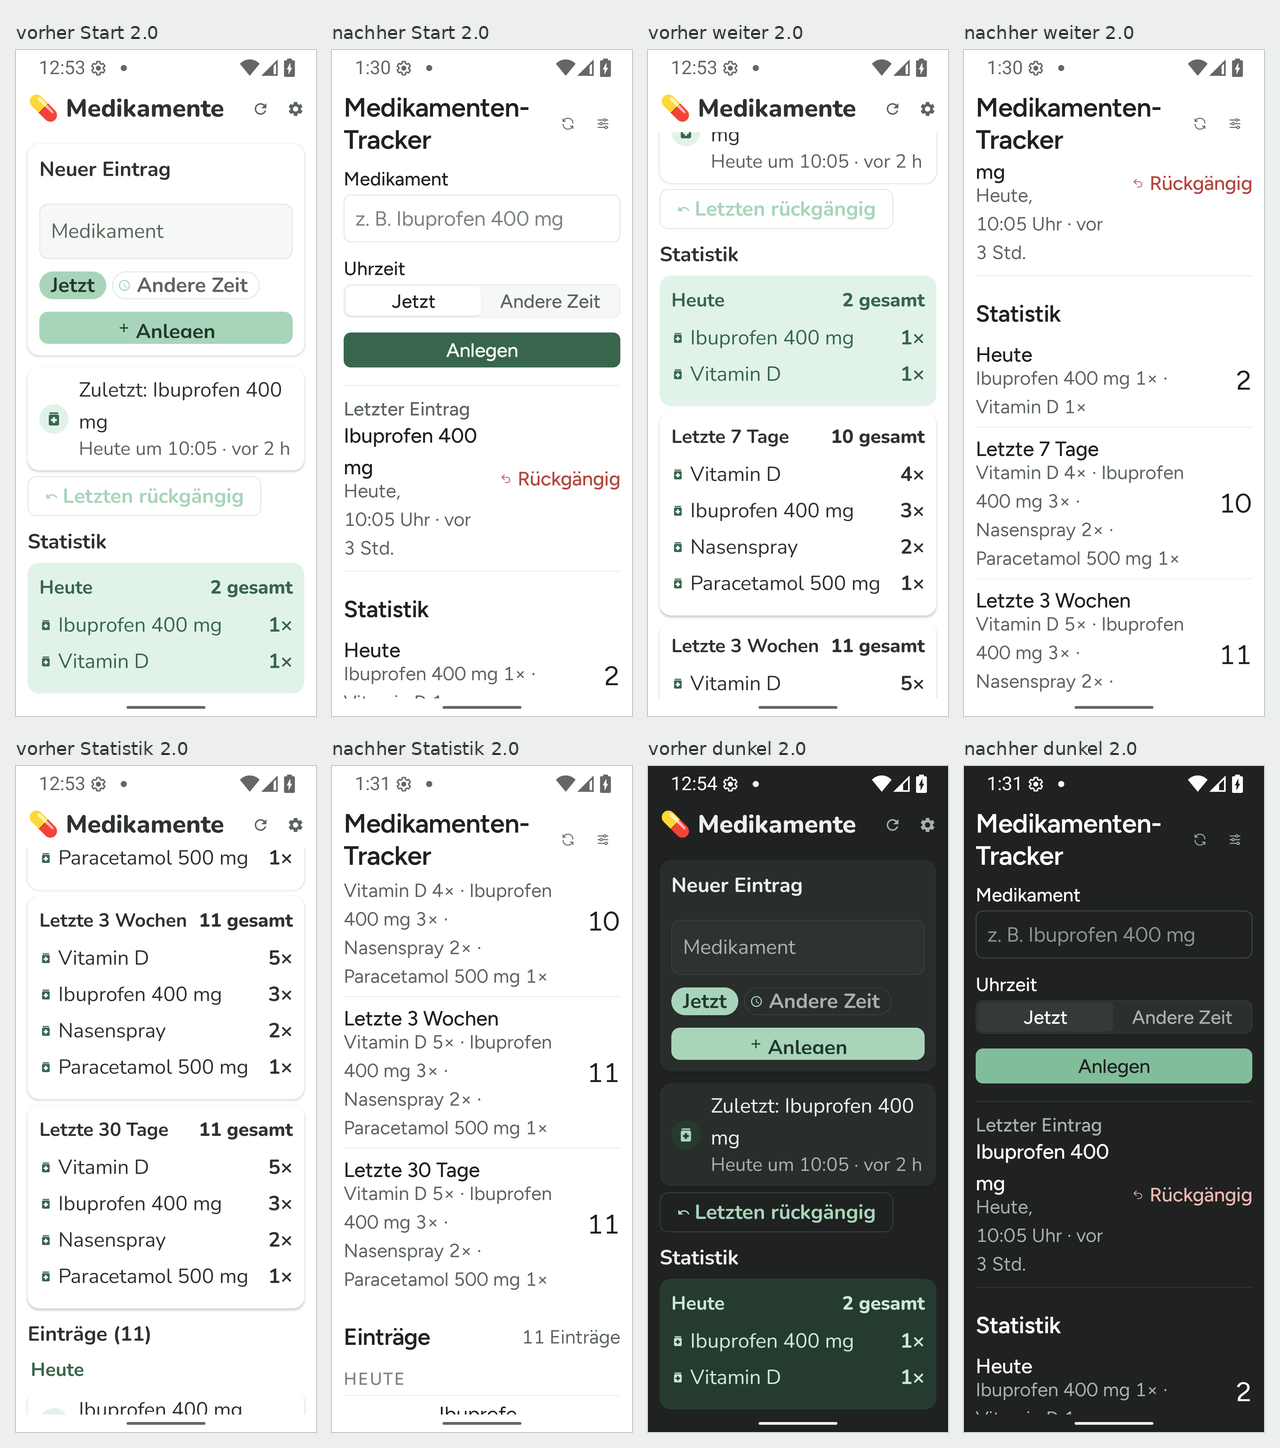 vorher Start 2.0
12:53
Medikamente
Neuer Eintrag
Medikament
Jetzt
Andere Zeit
+ Anlegen
Zuletzt: Ibuprofen 400
mg
Heute um 10:05 · vor 2 h
Letzten rückgängig
Statistik
Heute 2 gesamt
Ibuprofen 400 mg 1×
Vitamin D 1×
nachher Start 2.0
1:30
Medikamenten-
Tracker
Medikament
z. B. Ibuprofen 400 mg
Uhrzeit
Jetzt Andere Zeit
Anlegen
Letzter Eintrag
Ibuprofen 400
mg
Rückgängig
Heute,
10:05 Uhr · vor
3 Std.
Statistik
Heute
Ibuprofen 400 mg 1× ·
2
Vitamin D 1
vorher weiter 2.0
12:53
Medikamente
mg
Heute um 10:05 · vor 2 h
Letzten rückgängig
Statistik
Heute 2 gesamt
Ibuprofen 400 mg 1×
Vitamin D 1×
Letzte 7 Tage 10 gesamt
Vitamin D 4×
Ibuprofen 400 mg 3×
Nasenspray 2×
Paracetamol 500 mg 1×
Letzte 3 Wochen 11 gesamt
Vitamin D 5×
nachher weiter 2.0
1:30
Medikamenten-
Tracker
mg
Rückgängig
Heute,
10:05 Uhr · vor
3 Std.
Statistik
Heute
Ibuprofen 400 mg 1× ·
2
Vitamin D 1×
Letzte 7 Tage
Vitamin D 4× · Ibuprofen
400 mg 3× ·
10
Nasenspray 2× ·
Paracetamol 500 mg 1×
Letzte 3 Wochen
Vitamin D 5× · Ibuprofen
400 mg 3× ·
11
Nasenspray 2× ·
vorher Statistik 2.0
12:53
Medikamente
Paracetamol 500 mg 1×
Letzte 3 Wochen 11 gesamt
Vitamin D 5×
Ibuprofen 400 mg 3×
Nasenspray 2×
Paracetamol 500 mg 1×
Letzte 30 Tage 11 gesamt
Vitamin D 5×
Ibuprofen 400 mg 3×
Nasenspray 2×
Paracetamol 500 mg 1×
Einträge (11)
Heute
Ibuprofen 400 mg
nachher Statistik 2.0
1:31
Medikamenten-
Tracker
Vitamin D 4× · Ibuprofen
400 mg 3× ·
10
Nasenspray 2× ·
Paracetamol 500 mg 1×
Letzte 3 Wochen
Vitamin D 5× · Ibuprofen
400 mg 3× ·
11
Nasenspray 2× ·
Paracetamol 500 mg 1×
Letzte 30 Tage
Vitamin D 5× · Ibuprofen
400 mg 3× ·
11
Nasenspray 2× ·
Paracetamol 500 mg 1×
Einträge 11 Einträge
HEUTE
Ibuprofe
vorher dunkel 2.0
12:54
Medikamente
Neuer Eintrag
Medikament
Jetzt
Andere Zeit
+ Anlegen
Zuletzt: Ibuprofen 400
mg
Heute um 10:05 · vor 2 h
Letzten rückgängig
Statistik
Heute 2 gesamt
Ibuprofen 400 mg 1×
Vitamin D 1×
nachher dunkel 2.0
1:31
Medikamenten-
Tracker
Medikament
z. B. Ibuprofen 400 mg
Uhrzeit
Jetzt Andere Zeit
Anlegen
Letzter Eintrag
Ibuprofen 400
mg
Rückgängig
Heute,
10:05 Uhr · vor
3 Std.
Statistik
Heute
Ibuprofen 400 mg 1× ·
2
Vitamin D 1